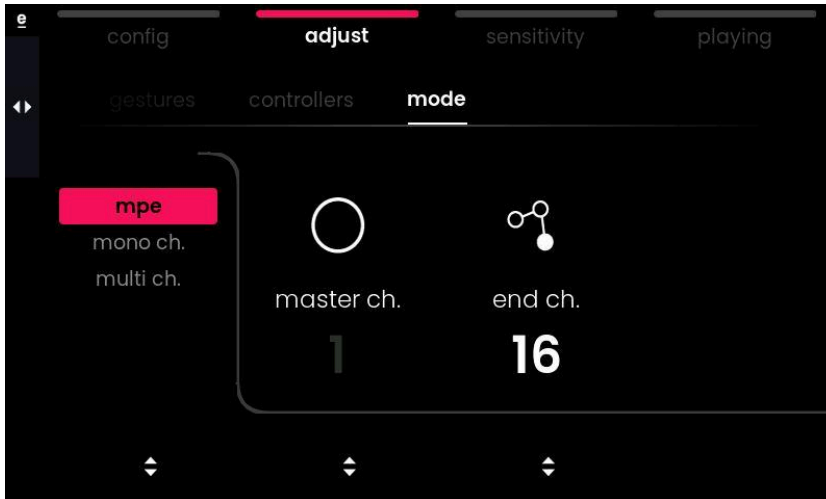 e
config adjust sensitivity playing
gestures controllers mode
mpe
mono ch.
multi ch.
master ch. end ch.
1 16